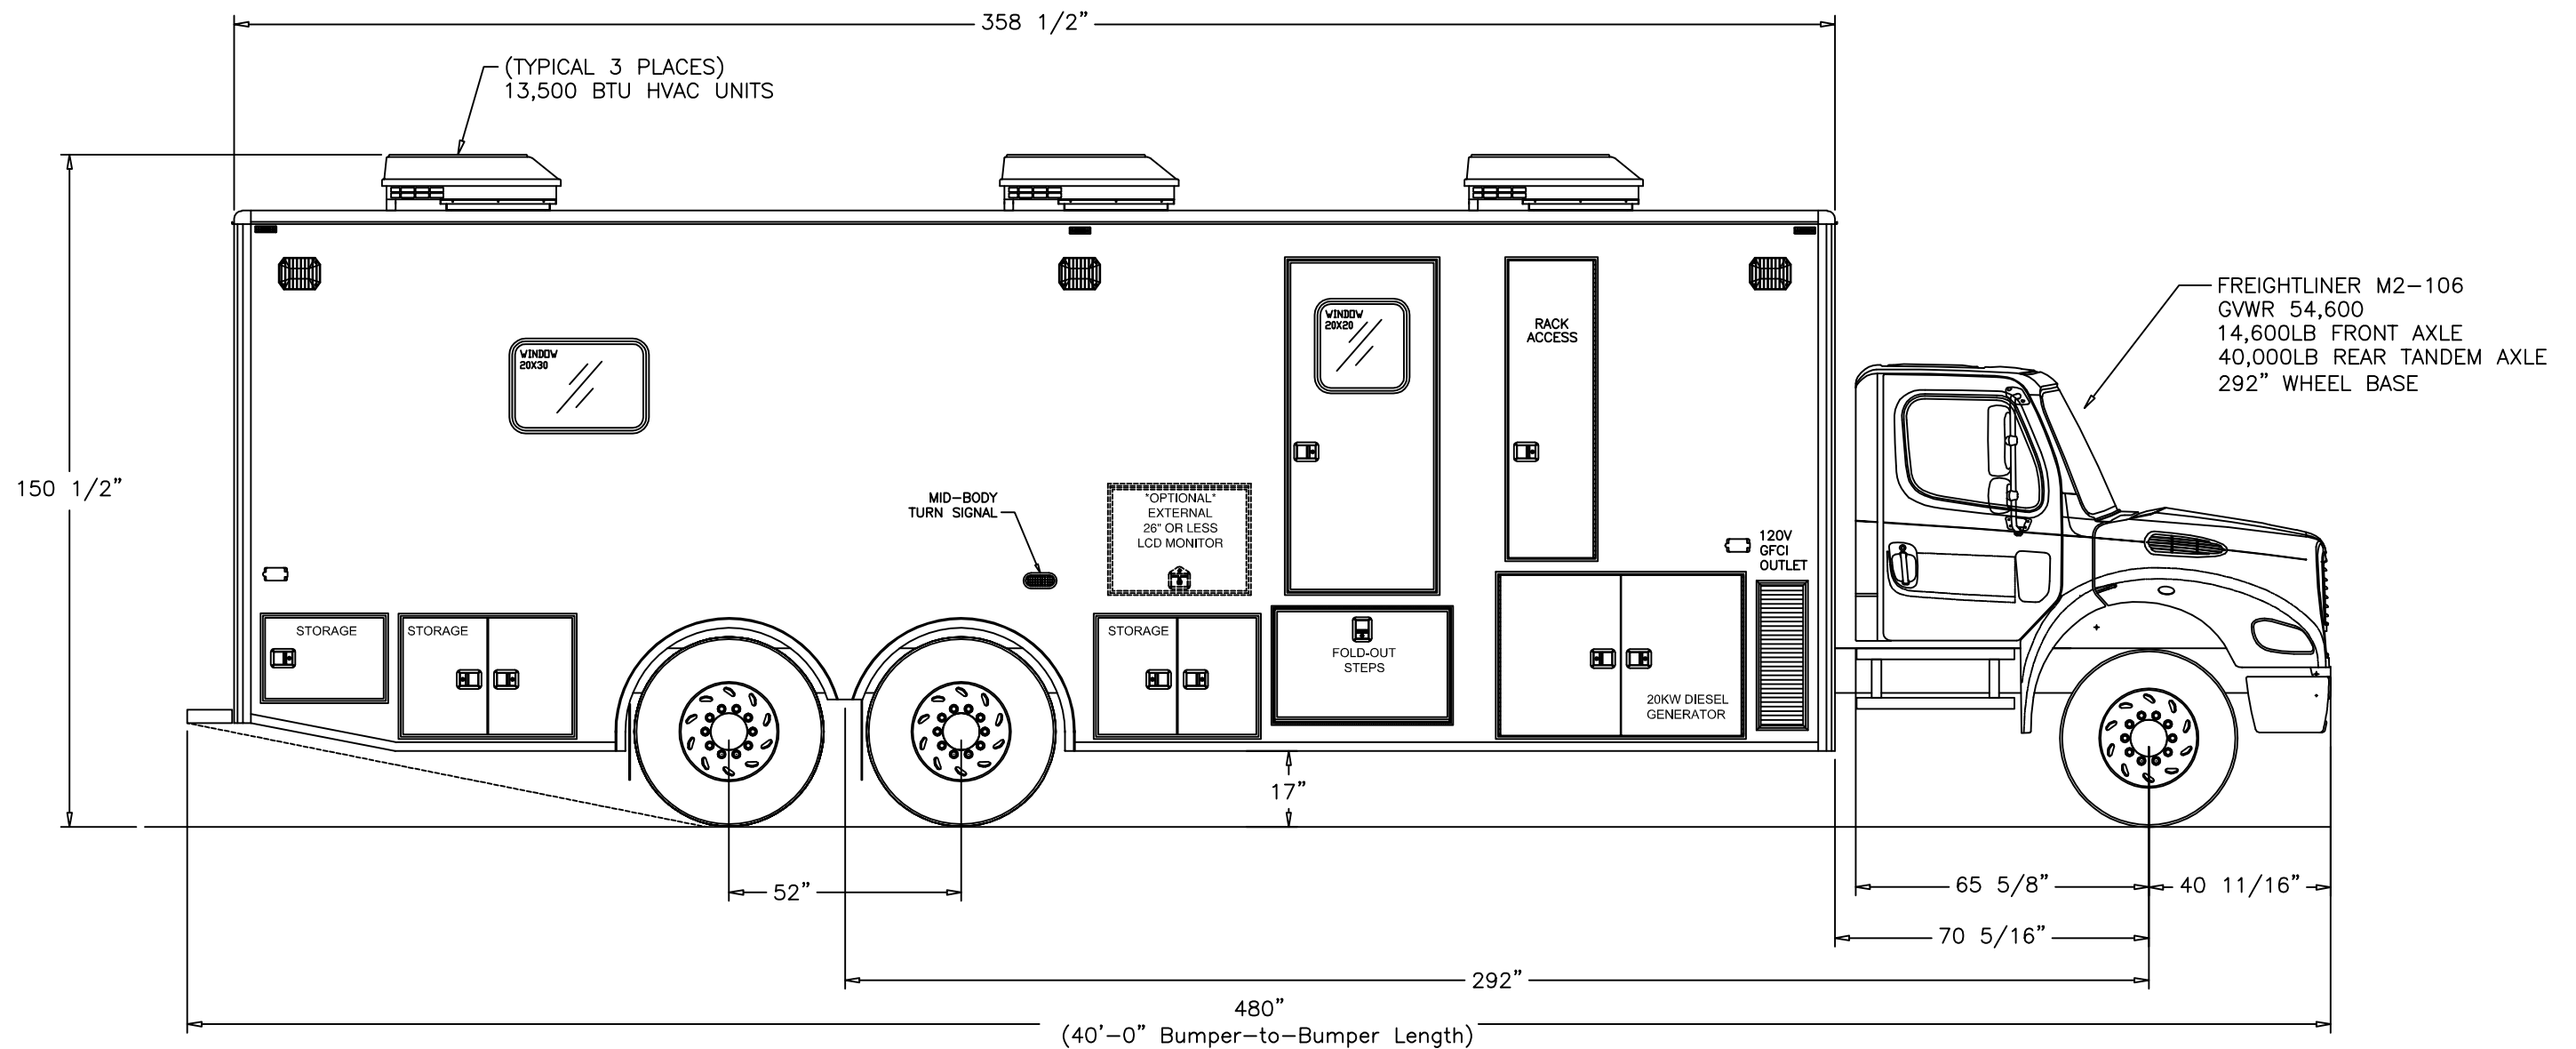 358 1/2”
(TYPICAL 3 PLACES)
13,500 BTU HVAC UNITS
FREIGHTLINER M2-106
GVWR 54,600
14,600LB FRONT AXLE
40,000LB REAR TANDEM AXLE
292” WHEEL BASE
WINDOW
20X30
WINDOW
20X20
RACK
ACCESS
150 1/2”
MID-BODY
TURN SIGNAL
*OPTIONAL*
EXTERNAL
26" OR LESS
LCD MONITOR
120V
GFCI
OUTLET
STORAGE
STORAGE
STORAGE
FOLD-OUT
STEPS
20KW DIESEL
GENERATOR
17”
52”
65 5/8”
40 11/16”
70 5/16”
292”
480”
(40’-0” Bumper-to-Bumper Length)